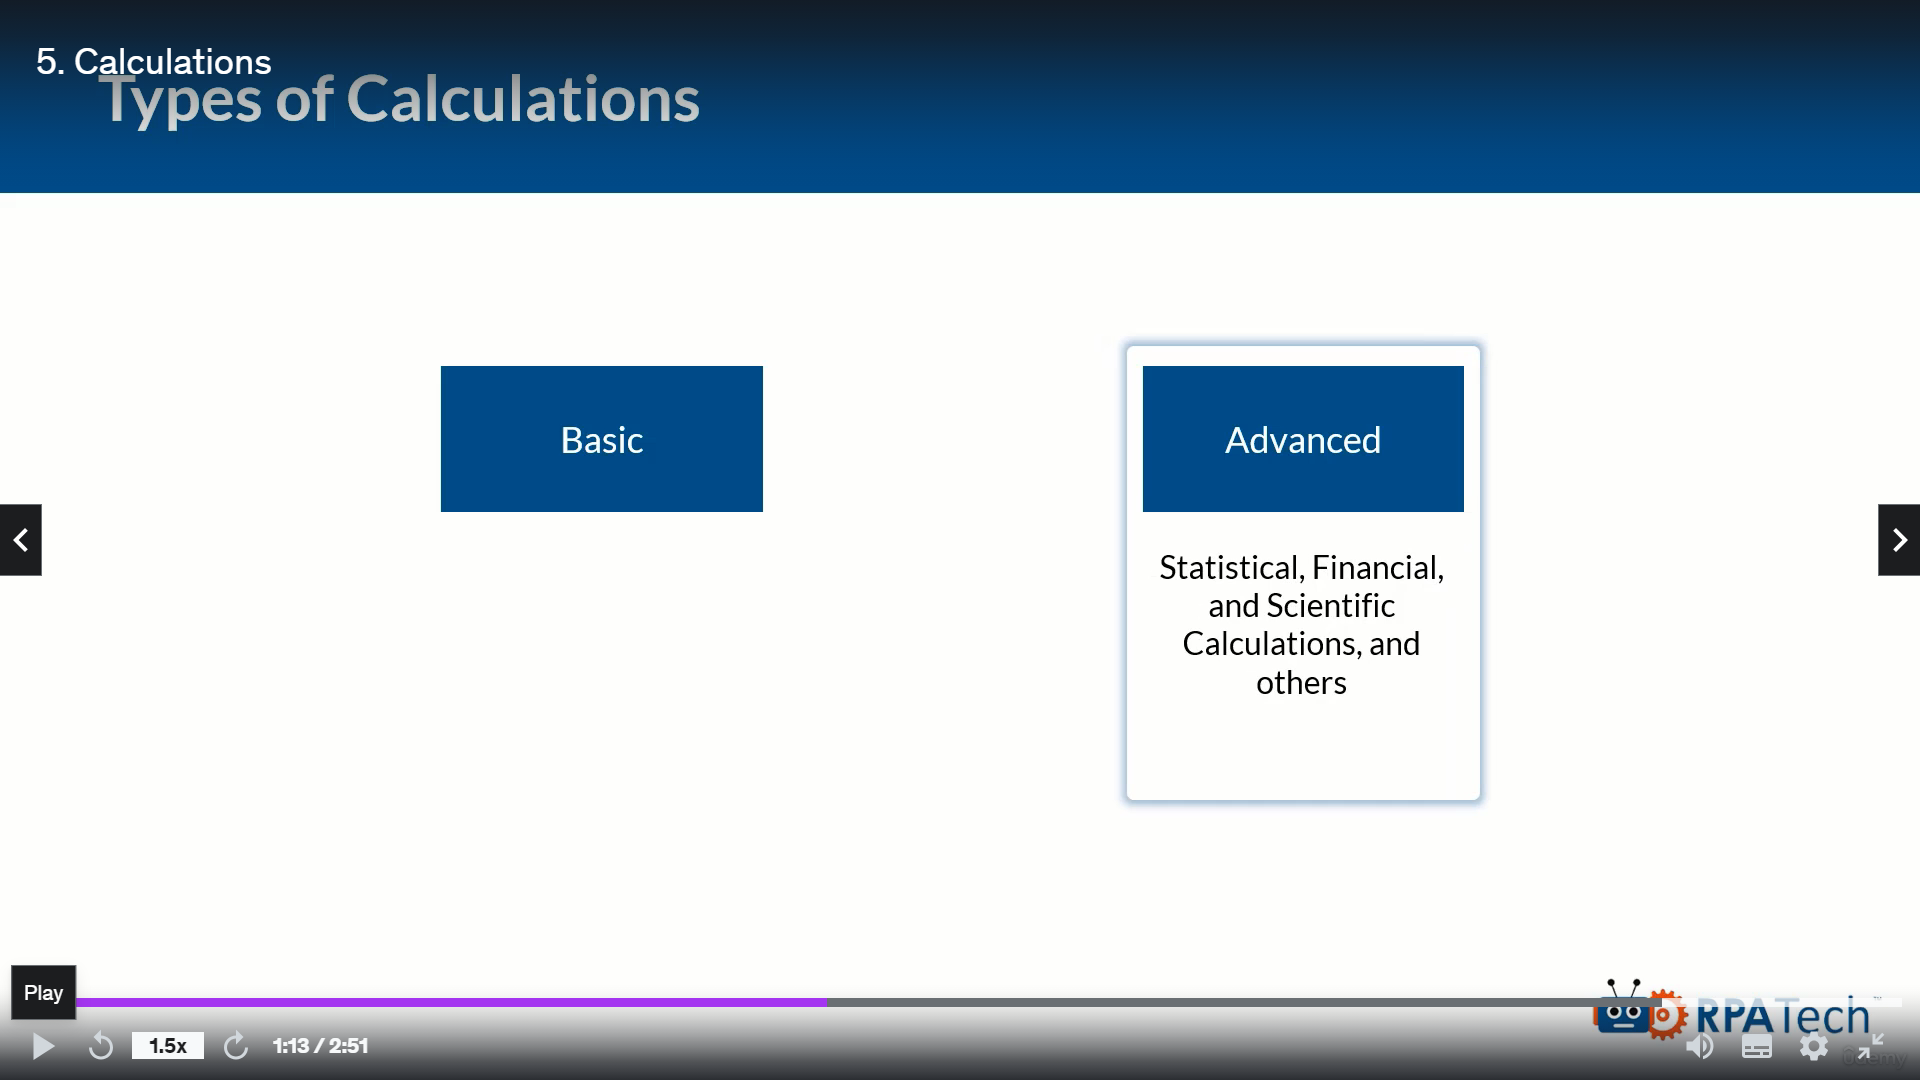 5. Calculations
Types of Calculations
Basic
Advanced
Statistical, Financial,
and Scientific
Calculations, and
others
Play
1.5x
1:13 / 2:51
RPATech
Udemy